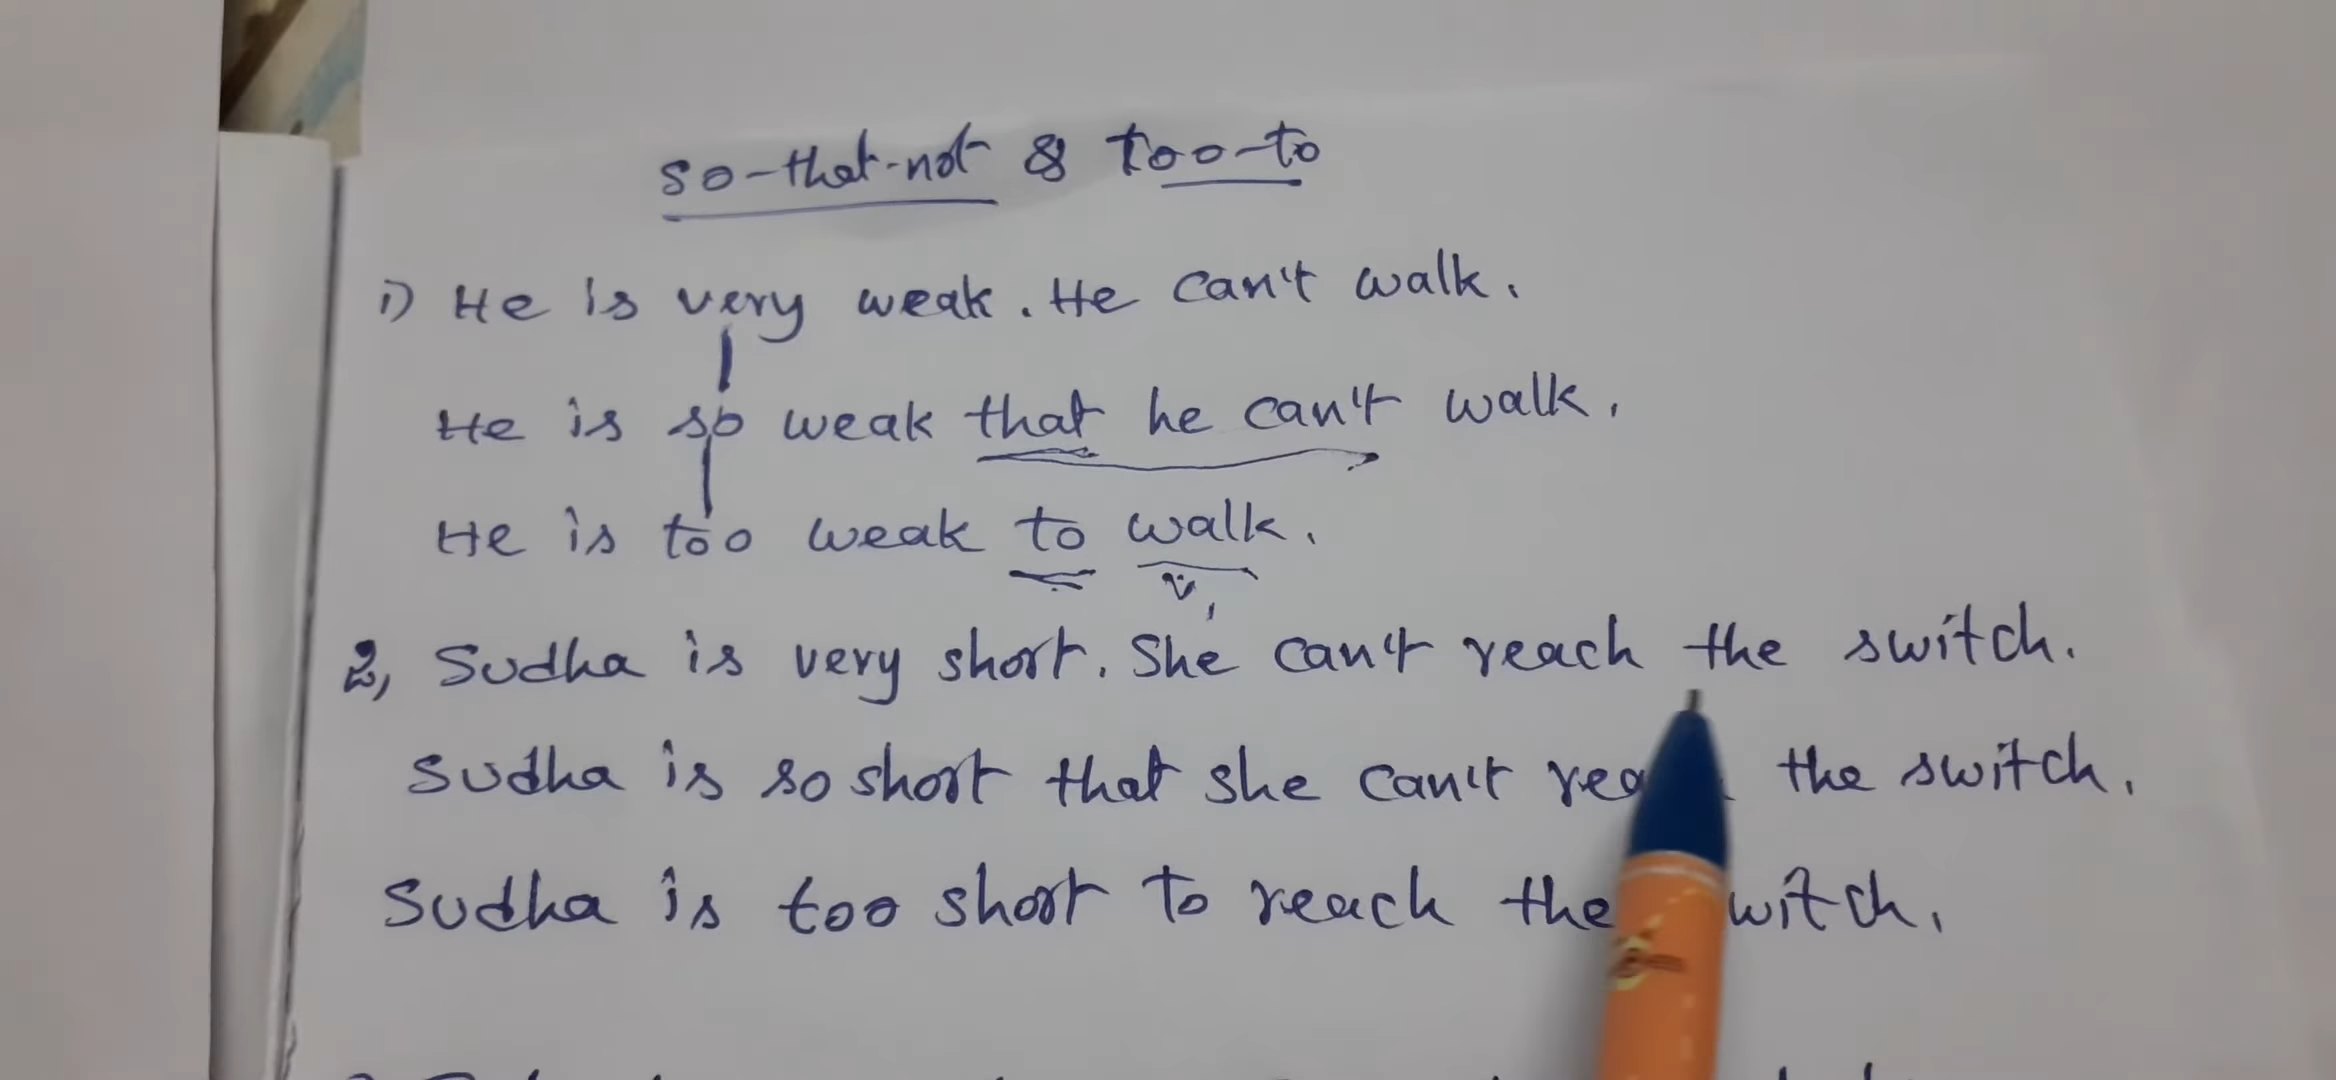 so-that-not & too-to
1) He is very weak. He can't walk.
He is so weak that he can't walk.
He is too weak to walk.
V1
2, Sudha is very short. She can't reach the switch.
Sudha is so short that she can't rea the switch.
Sudha is too short to reach the witch.